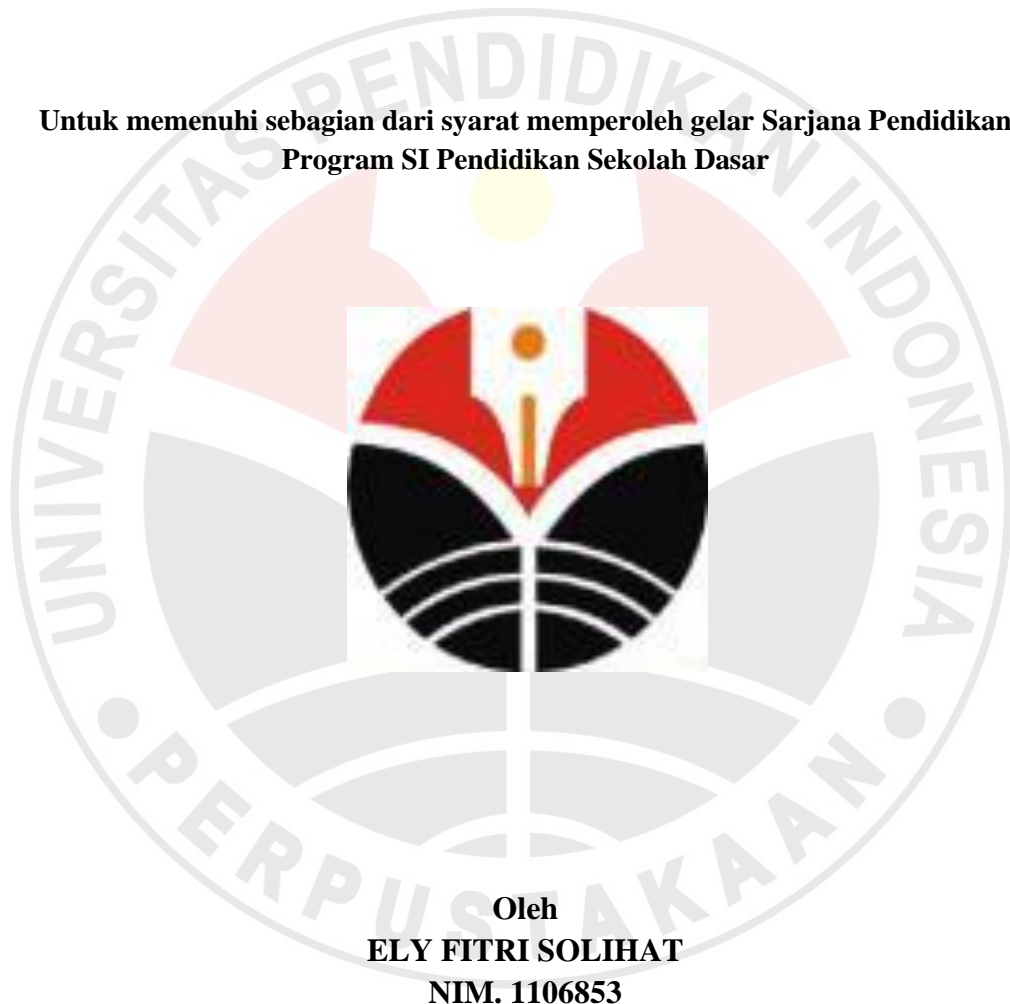 Untuk memenuhi sebagian dari syarat memperoleh gelar Sarjana Pendidikan
Program SI Pendidikan Sekolah Dasar
UNIVERSITAS PENDIDIKAN INDONESIA
PERPUSTAKAAN
Oleh
ELY FITRI SOLIHAT
NIM. 1106853